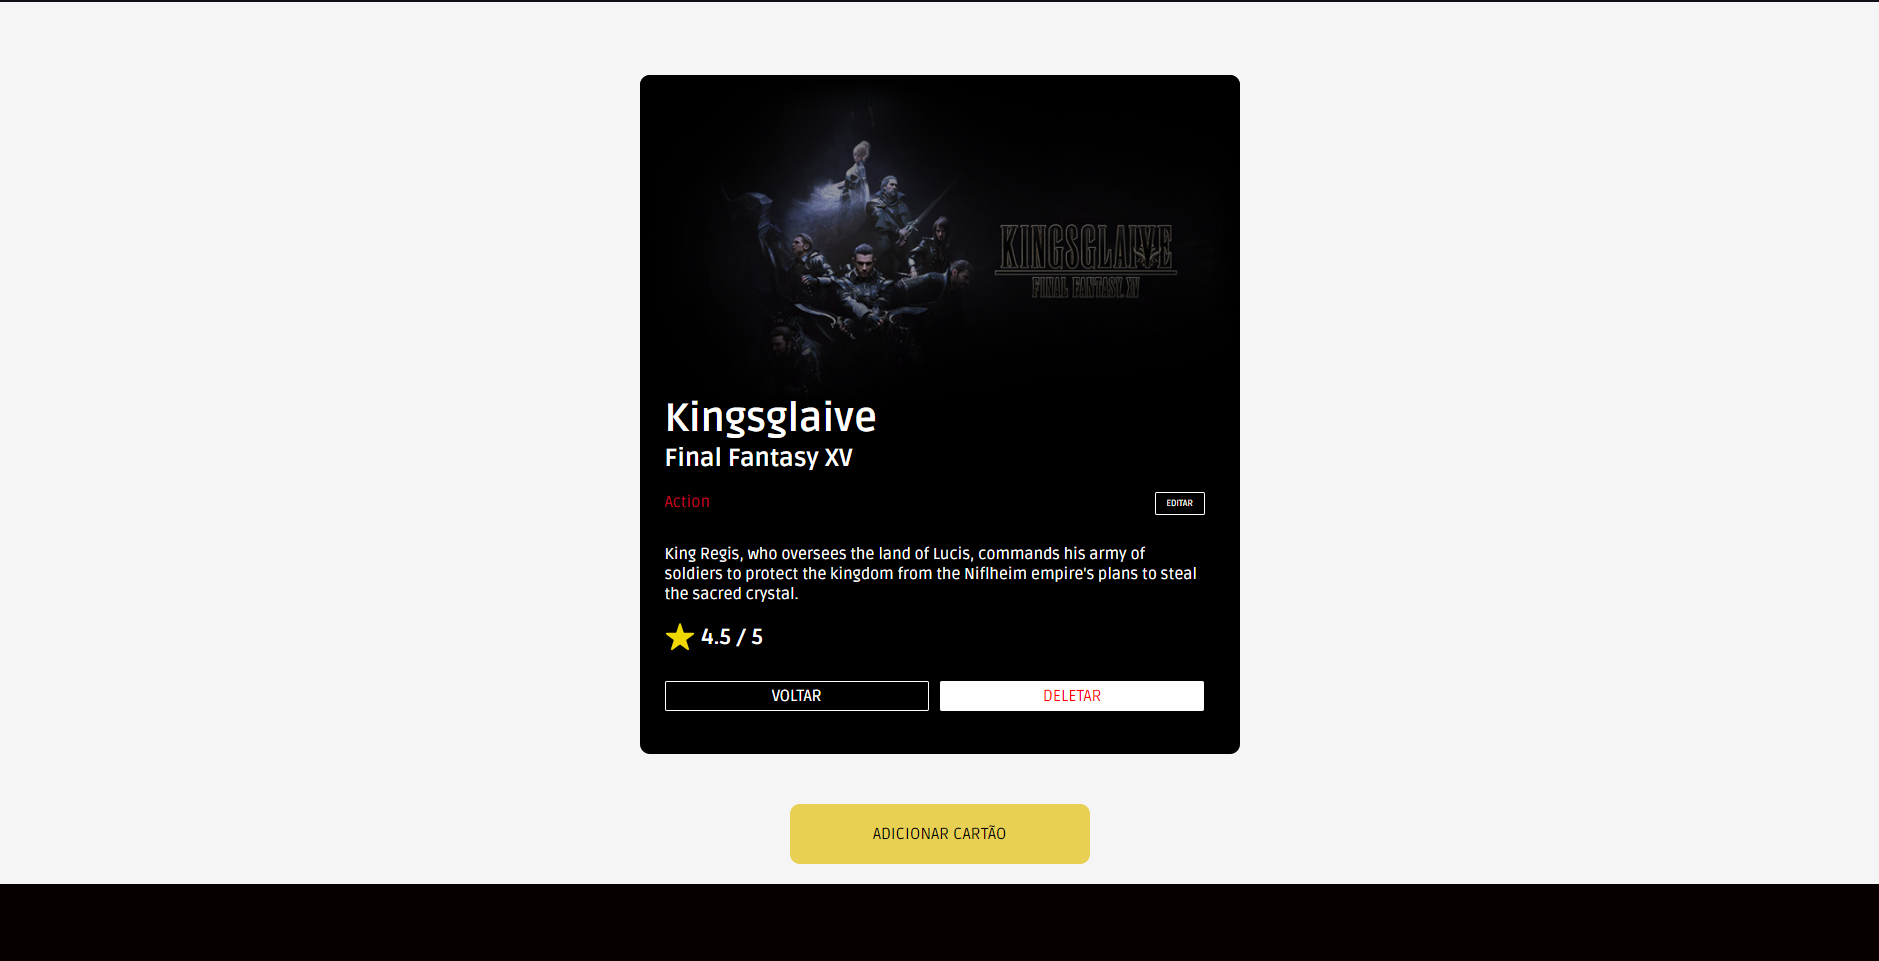 KINGSGLAIVE
FINAL FANTASY XV
Kingsglaive
Final Fantasy XV
Action
EDITAR
King Regis, who oversees the land of Lucis, commands his army of
soldiers to protect the kingdom from the Niflheim empire's plans to steal
the sacred crystal.
4.5 / 5
VOLTAR
DELETAR
ADICIONAR CARTÃO